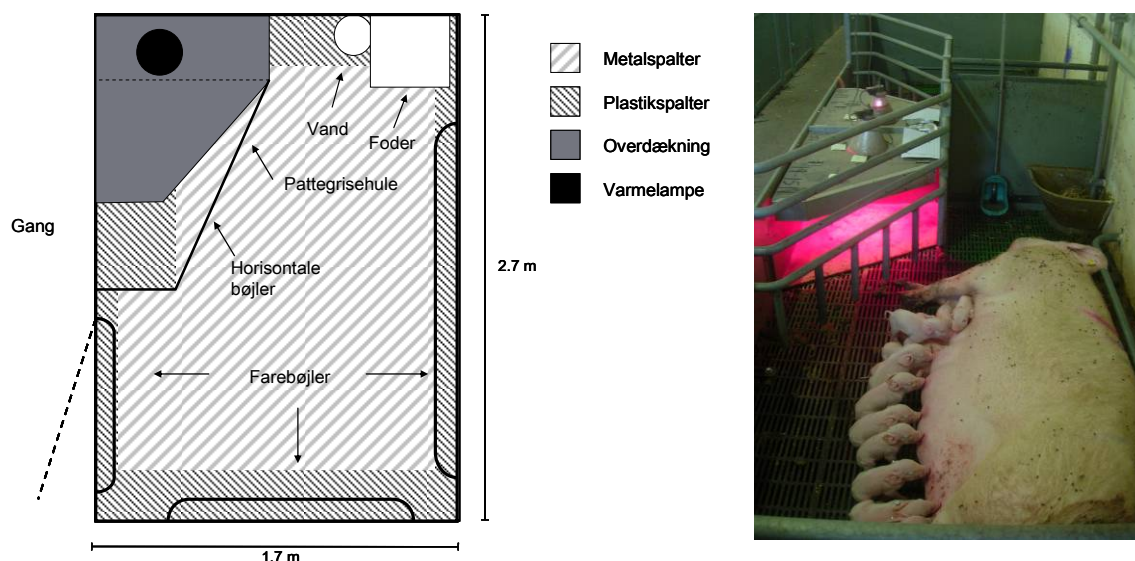 Metalspalter
Plastikspalter
Overdækning
Varmelampe
Vand
Foder
Pattegrisehule
Gang
Horisontale
bøjler
2.7 m
Farebøjler
1.7 m